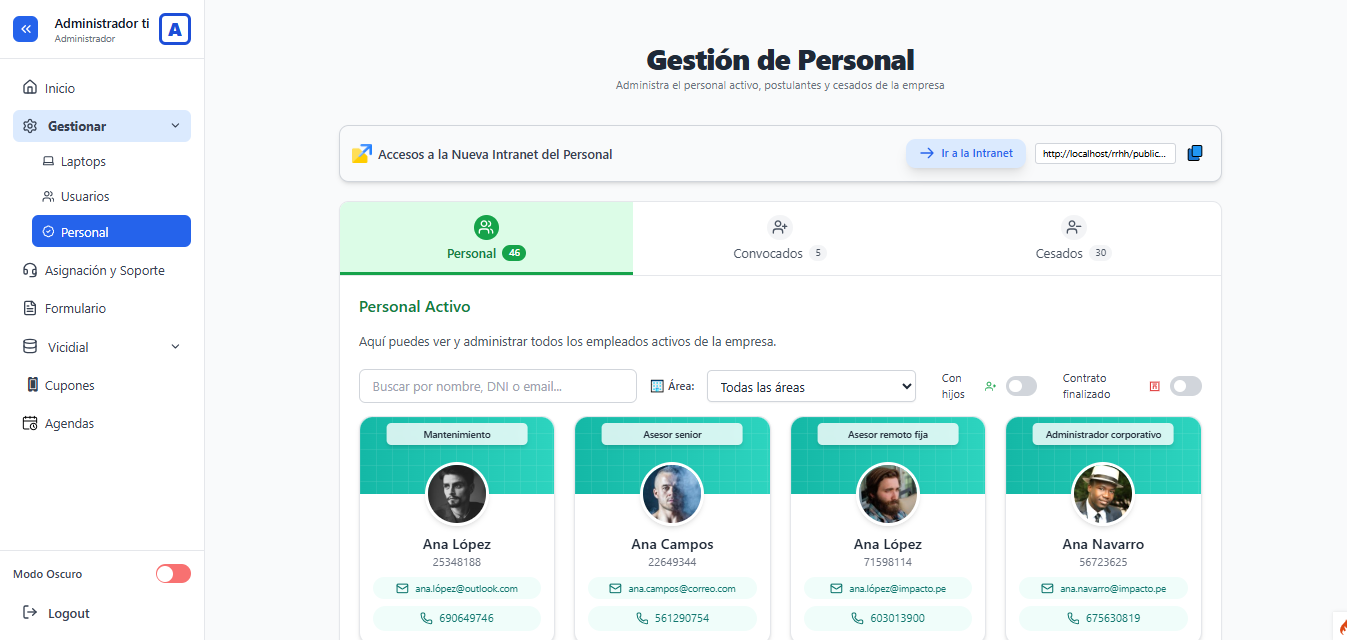 Administrador ti
Administrador
A
Inicio
Gestionar
Laptops
Usuarios
Personal
Asignación y Soporte
Formulario
Vicidial
Cupones
Agendas
Modo Oscuro
Logout
Gestión de Personal
Administra el personal activo, postulantes y cesados de la empresa
Accesos a la Nueva Intranet del Personal
Ir a la Intranet
http://localhost/rrhh/public...
Personal 46
Convocados 5
Cesados 30
Personal Activo
Aquí puedes ver y administrar todos los empleados activos de la empresa.
Buscar por nombre, DNI o email...
Área:
Todas las áreas
Con
hijos
Contrato
finalizado
Mantenimiento
Ana López
25348188
ana.lópez@outlook.com
690649746
Asesor senior
Ana Campos
22649344
ana.campos@correo.com
561290754
Asesor remoto fija
Ana López
71598114
ana.lópez@impacto.pe
603013900
Administrador corporativo
Ana Navarro
56723625
ana.navarro@impacto.pe
675630819